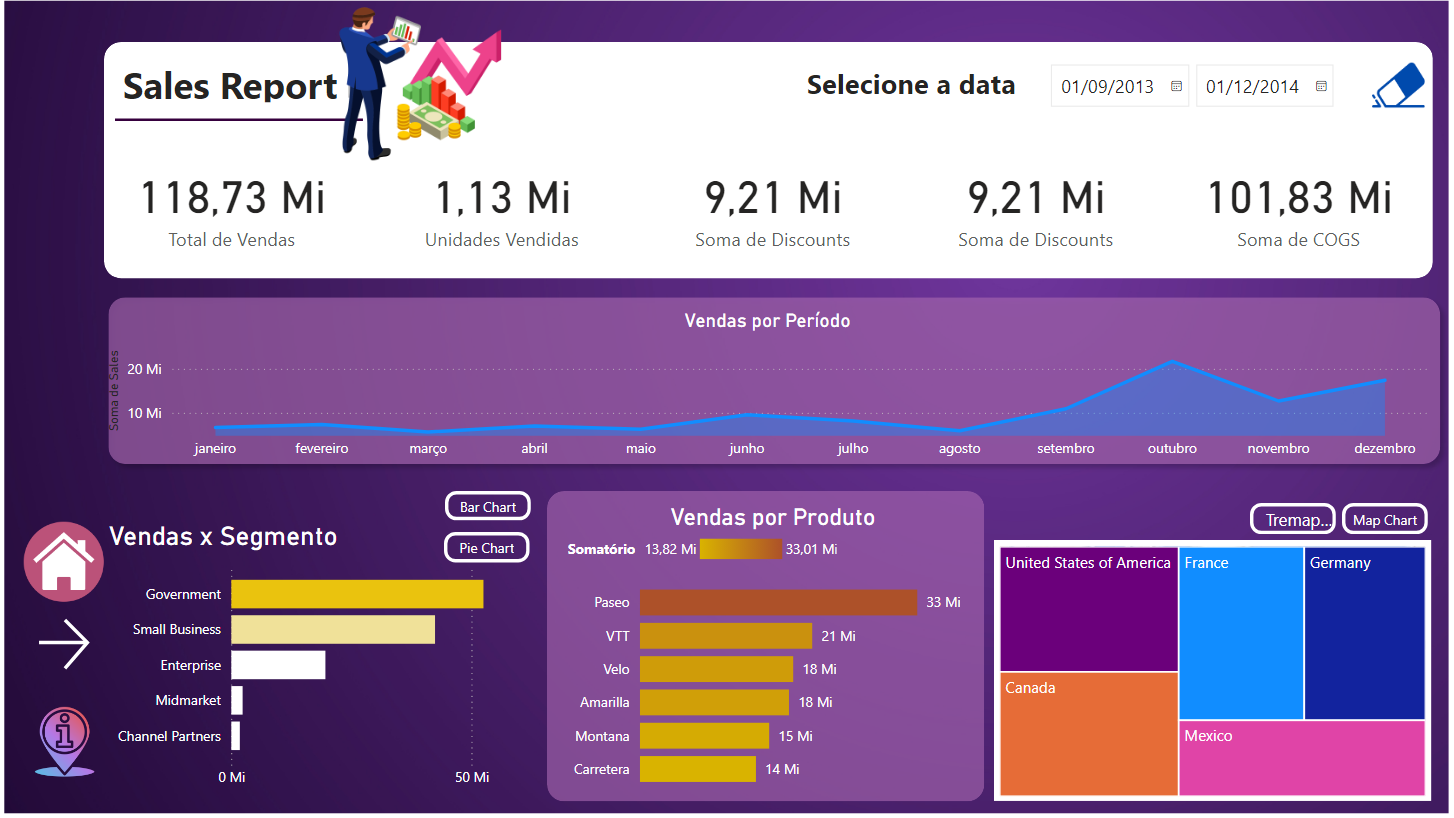 Sales Report
Selecione a data
01/09/2013
01/12/2014
118,73 Mi
Total de Vendas
1,13 Mi
Unidades Vendidas
9,21 Mi
Soma de Discounts
9,21 Mi
Soma de Discounts
101,83 Mi
Soma de COGS
Vendas por Período
Soma de Sales
20 Mi
10 Mi
janeiro fevereiro março abril maio junho julho agosto setembro outubro novembro dezembro
Vendas x Segmento
Bar Chart
Pie Chart
Government
Small Business
Enterprise
Midmarket
Channel Partners
0 Mi 50 Mi
Vendas por Produto
Somatório 13,82 Mi 33,01 Mi
Paseo 33 Mi
VTT 21 Mi
Velo 18 Mi
Amarilla 18 Mi
Montana 15 Mi
Carretera 14 Mi
Tremap...
Map Chart
United States of America
France
Germany
Canada
Mexico